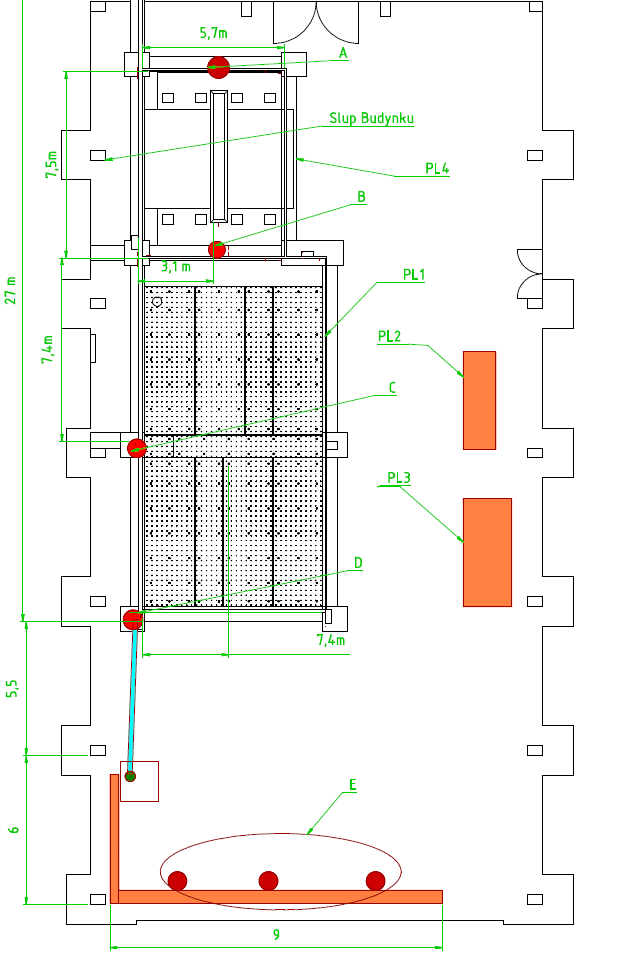 5,7m
A
Slup Budynku
7,5m
PL4
B
3,1 m
PL1
27 m
PL2
7,4m
C
PL3
D
7,4m
5,5
E
6
9